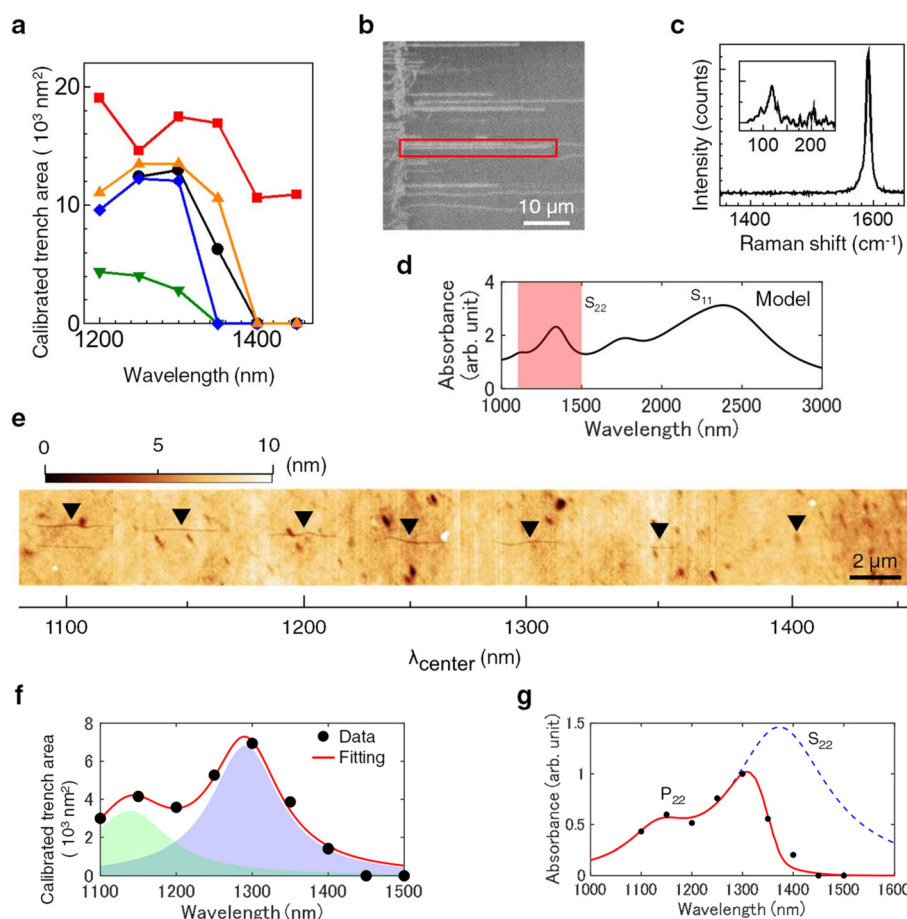 a
Calibrated trench area ( 10³ nm²)
20
10
0
1200
1400
Wavelength (nm)
b
10 μm
c
Intensity (counts)
100
200
1400
1600
Raman shift (cm⁻¹)
d
Absorbance
(arb. unit)
4
2
0
S₂₂
S₁₁
Model
1000
1500
2000
2500
3000
Wavelength (nm)
e
0
5
10
(nm)
2 μm
1100
1200
1300
1400
λcenter (nm)
f
Calibrated trench area
( 10³ nm²)
8
6
4
2
0
Data
Fitting
1100
1200
1300
1400
1500
Wavelength (nm)
g
Absorbance (arb. unit)
1.5
1
0.5
0
P₂₂
S₂₂
1000
1100
1200
1300
1400
1500
1600
Wavelength (nm)